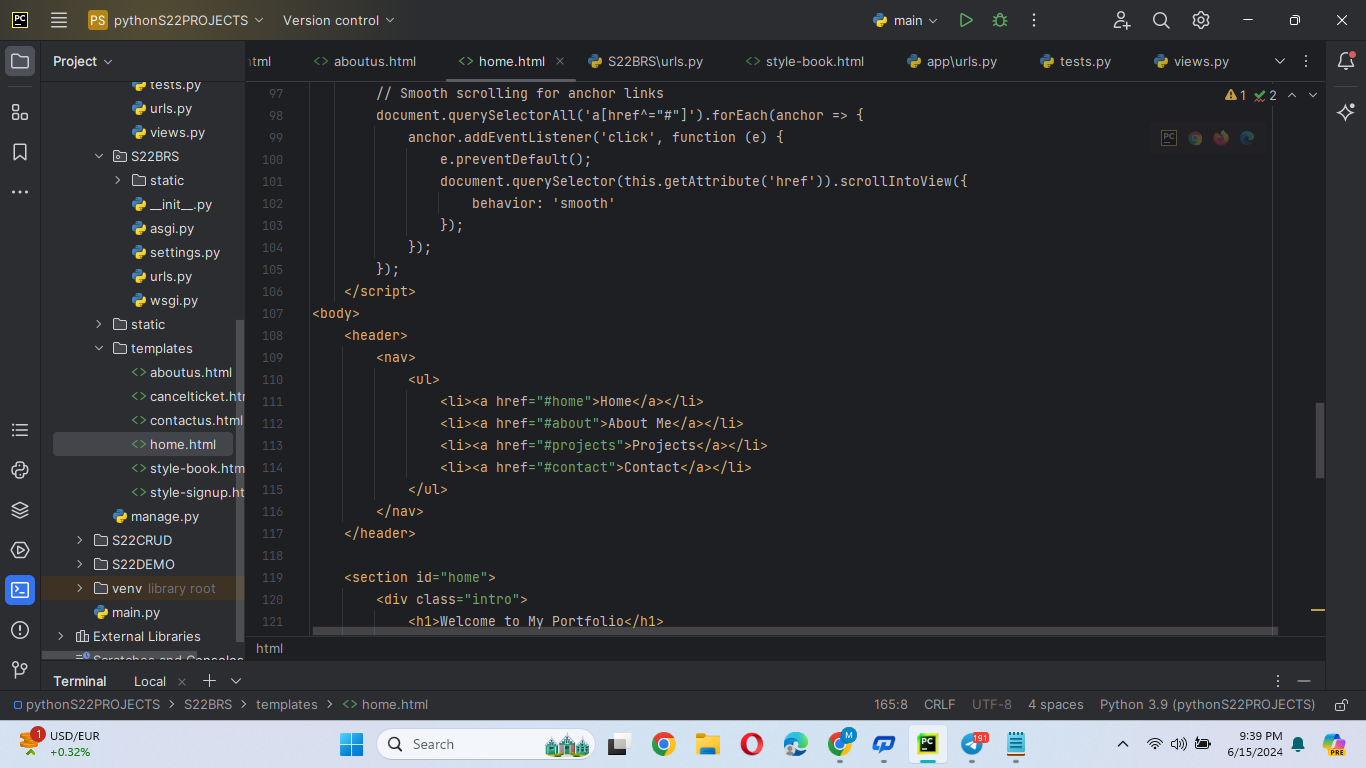 PC
PS pythonS22PROJECTS
Version control
main
Project
html
aboutus.html
home.html
S22BRS\urls.py
style-book.html
app\urls.py
tests.py
views.py
tests.py
urls.py
views.py
S22BRS
static
__init__.py
asgi.py
settings.py
urls.py
wsgi.py
static
templates
aboutus.html
cancelticket.htr
contactus.html
home.html
style-book.htm
style-signup.ht
manage.py
S22CRUD
S22DEMO
venv library root
main.py
External Libraries
Scratches and Consoles
1 2
97 // Smooth scrolling for anchor links
98 document.querySelectorAll('a[href^="#"]').forEach(anchor => {
99 anchor.addEventListener('click', function (e) {
100 e.preventDefault();
101 document.querySelector(this.getAttribute('href')).scrollIntoView({
102 behavior: 'smooth'
103 });
104 });
105 });
106 </script>
107 <body>
108 <header>
109 <nav>
110 <ul>
111 <li><a href="#home">Home</a></li>
112 <li><a href="#about">About Me</a></li>
113 <li><a href="#projects">Projects</a></li>
114 <li><a href="#contact">Contact</a></li>
115 </ul>
116 </nav>
117 </header>
118
119 <section id="home">
120 <div class="intro">
121 <h1>Welcome to My Portfolio</h1>
PC
html
Terminal
Local
pythonS22PROJECTS > S22BRS > templates > home.html
165:8 CRLF UTF-8 4 spaces Python 3.9 (pythonS22PROJECTS)
1
USD/EUR
+0.32%
Search
M
PC
191
9:39 PM
6/15/2024
PRE